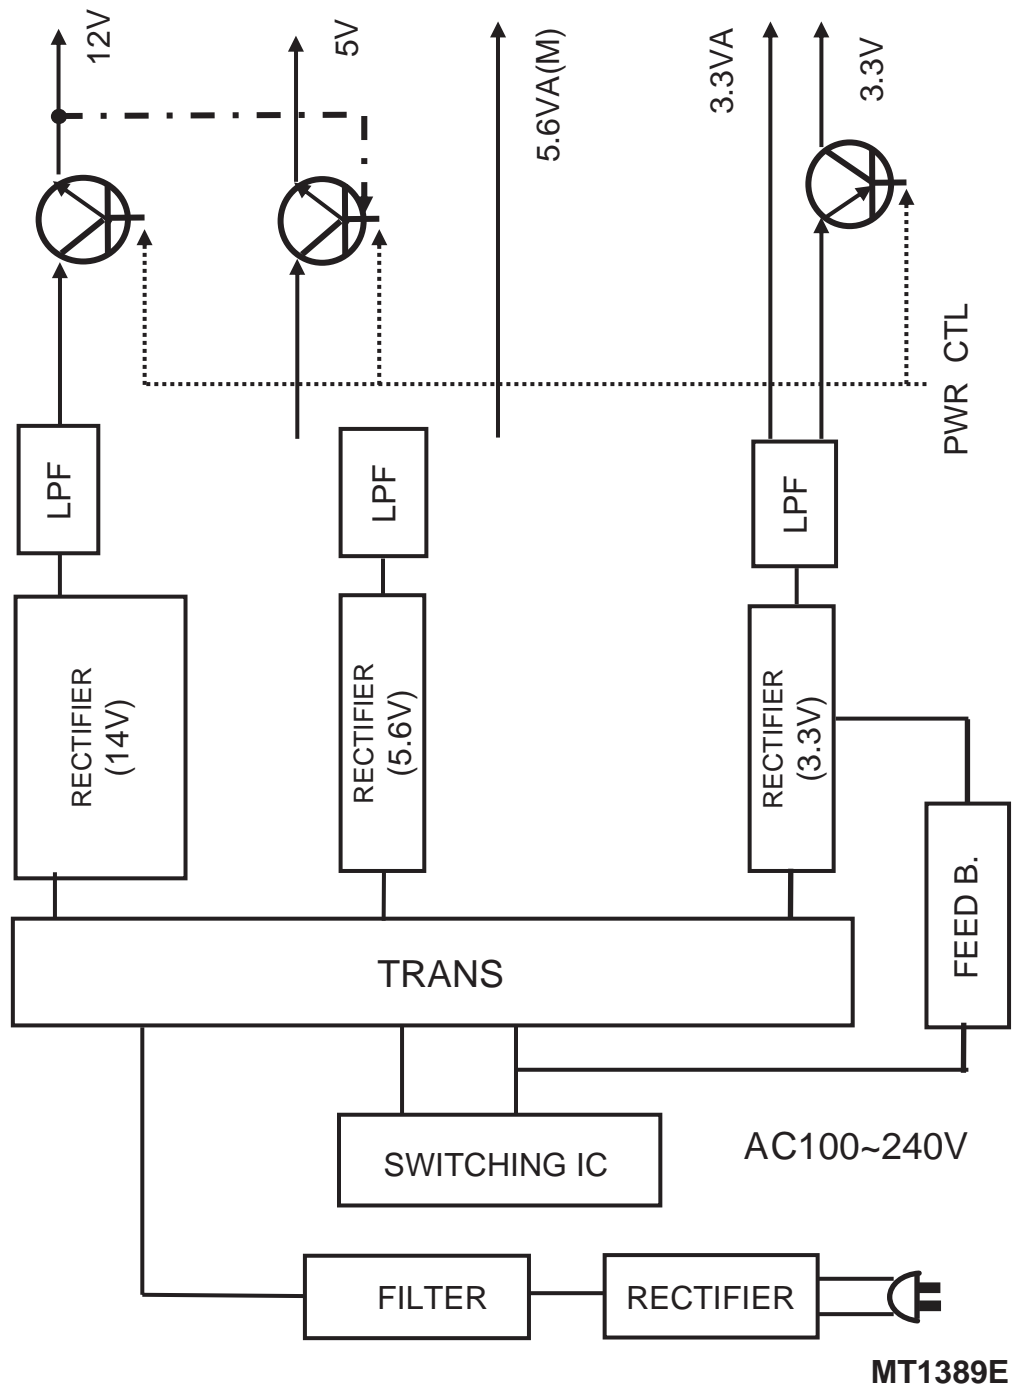 12V
5V
5.6VA(M)
3.3VA
3.3V
PWR CTL
LPF
LPF
LPF
RECTIFIER
(14V)
RECTIFIER
(5.6V)
RECTIFIER
(3.3V)
FEED B.
TRANS
SWITCHING IC
AC100~240V
FILTER
RECTIFIER
MT1389E